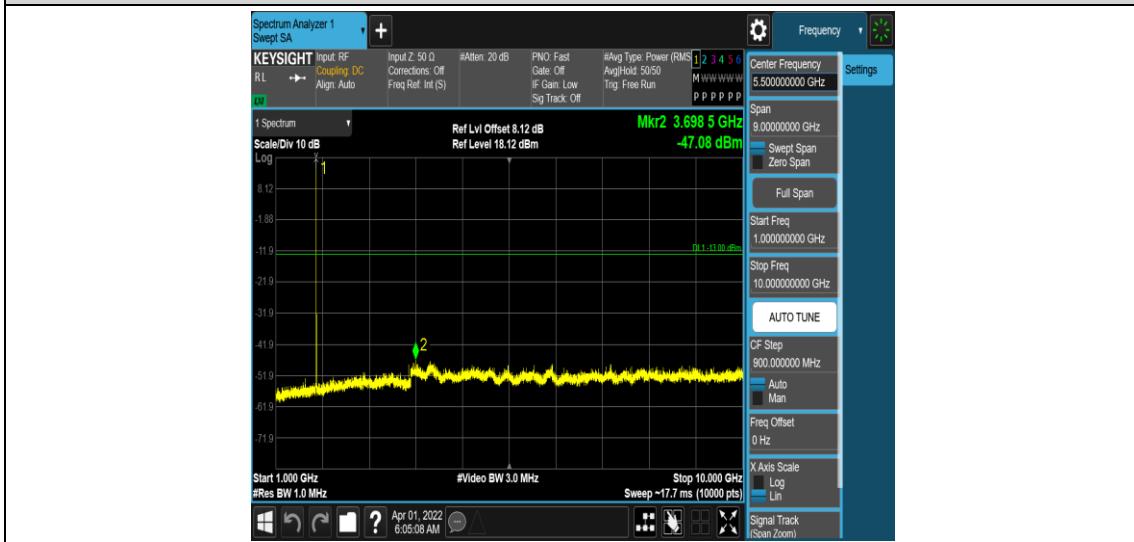 Spectrum Analyzer 1
Swept SA
+
Frequency
KEYSIGHT
RL
LXI
Input: RF
Coupling: DC
Align: Auto
Input Z: 50 Ω
Corrections: Off
Freq Ref: Int (S)
#Atten: 20 dB
PNO: Fast
Gate: Off
IF Gain: Low
Sig Track: Off
#Avg Type: Power (RMS
Avg|Hold: 50/50
Trig: Free Run
1 2 3 4 5 6
M W W W W W
P P P P P P
Center Frequency
5.500000000 GHz
Settings
1 Spectrum
Scale/Div 10 dB
Ref Lvl Offset 8.12 dB
Ref Level 18.12 dBm
Mkr2 3.698 5 GHz
-47.08 dBm
Log
1
8.12
-1.88
-11.9
DL1 -13.00 dBm
-21.9
-31.9
-41.9
2
-51.9
-61.9
-71.9
Start 1.000 GHz
#Video BW 3.0 MHz
Stop 10.000 GHz
#Res BW 1.0 MHz
Sweep ~17.7 ms (10000 pts)
Span
9.00000000 GHz
Swept Span
Zero Span
Full Span
Start Freq
1.000000000 GHz
Stop Freq
10.000000000 GHz
AUTO TUNE
CF Step
900.000000 MHz
Auto
Man
Freq Offset
0 Hz
X Axis Scale
Log
Lin
Signal Track
(Span Zoom)
?
Apr 01, 2022
6:05:08 AM